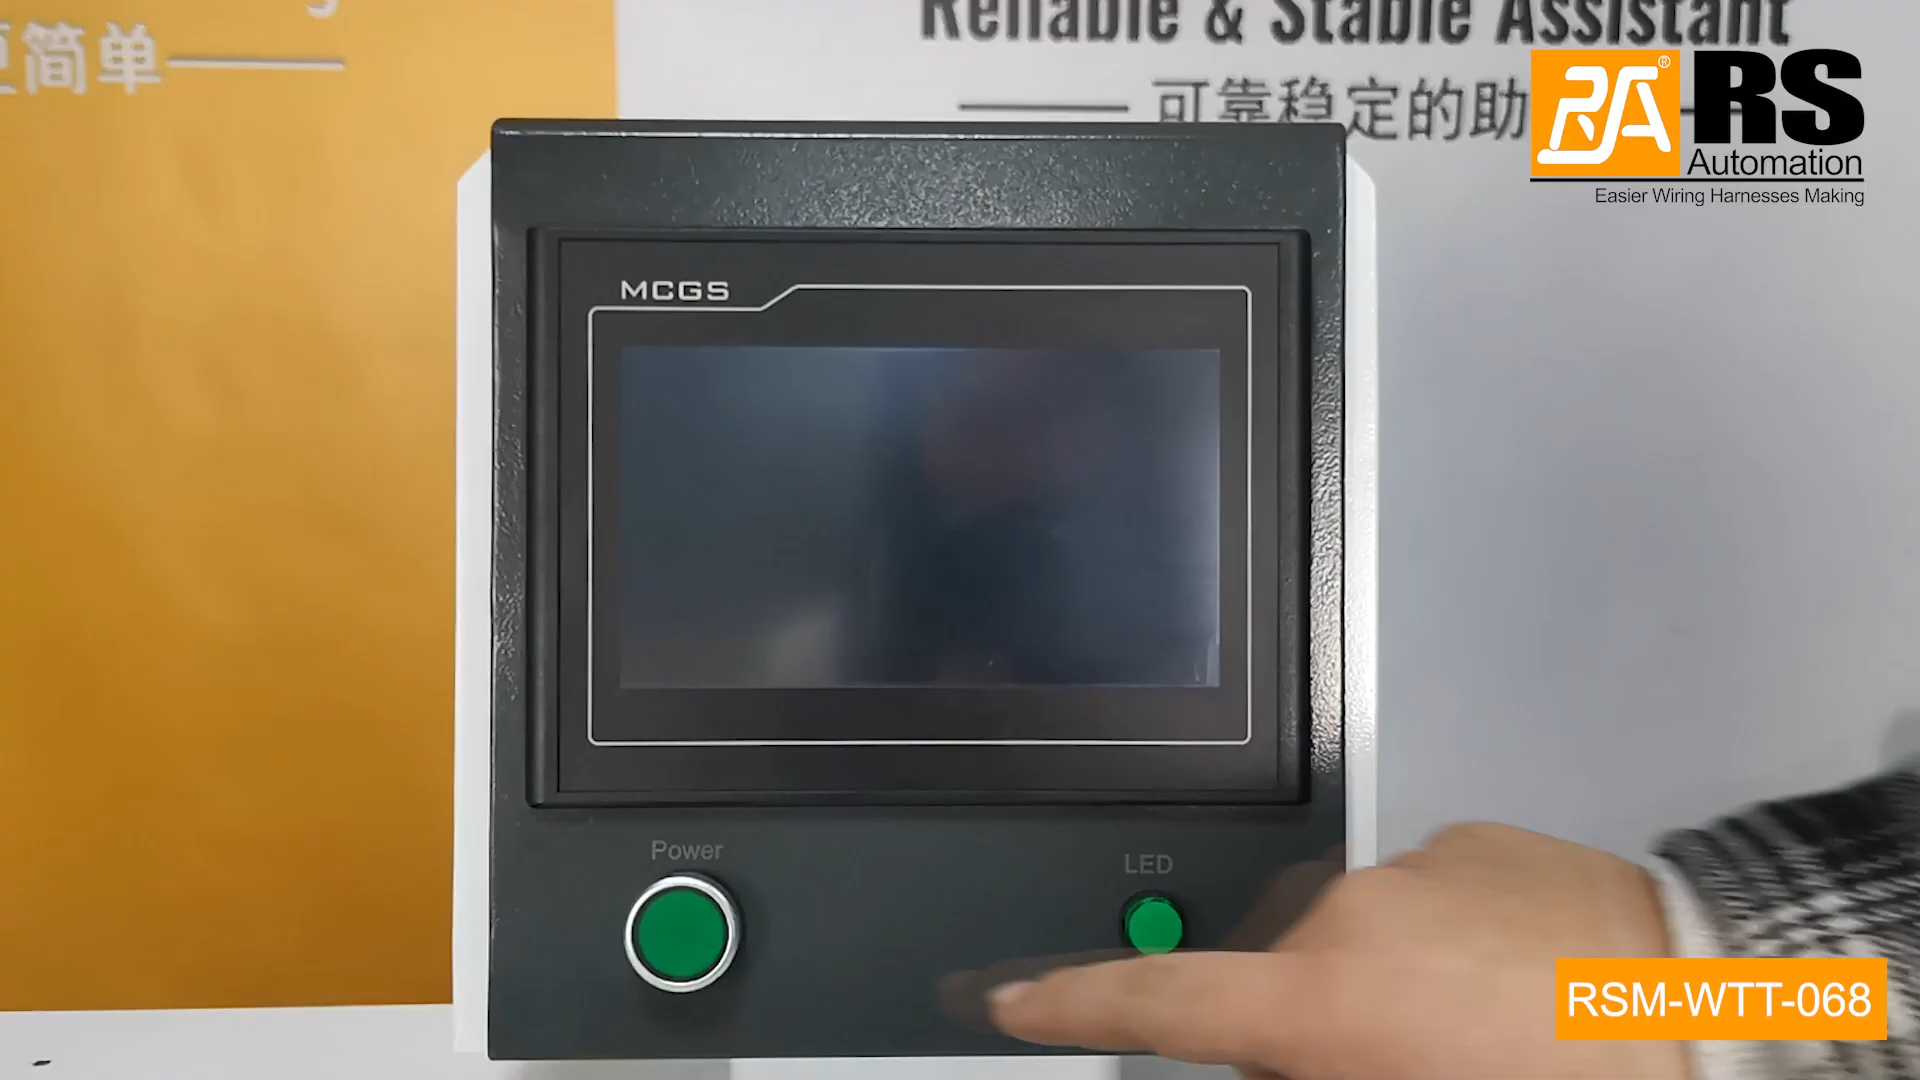 更简单
Reliable & Stable Assistant
可靠稳定的助
RS
Automation
Easier Wiring Harnesses Making
MCGS
Power
LED
RSM-WTT-068